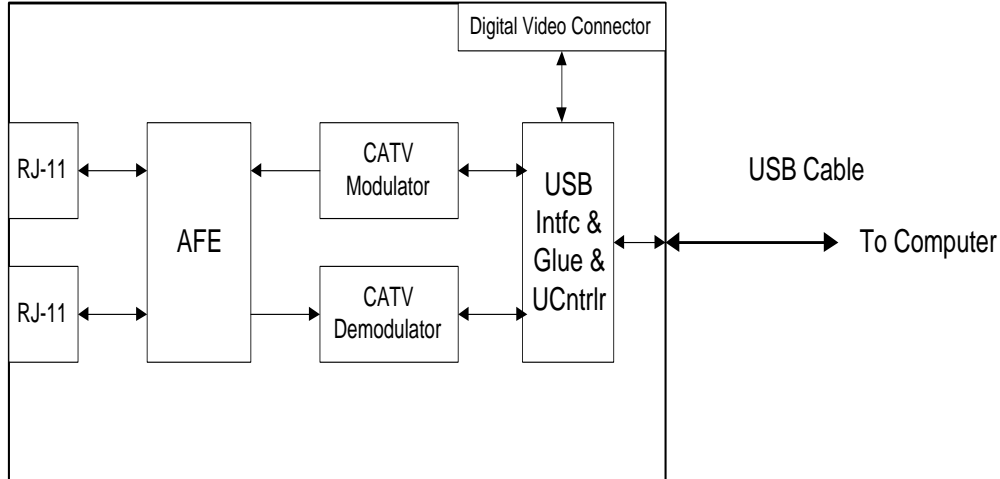 Digital Video Connector
RJ-11
AFE
CATV
Modulator
USB
Intfc &
Glue &
UCntrlr
USB Cable
To Computer
RJ-11
CATV
Demodulator